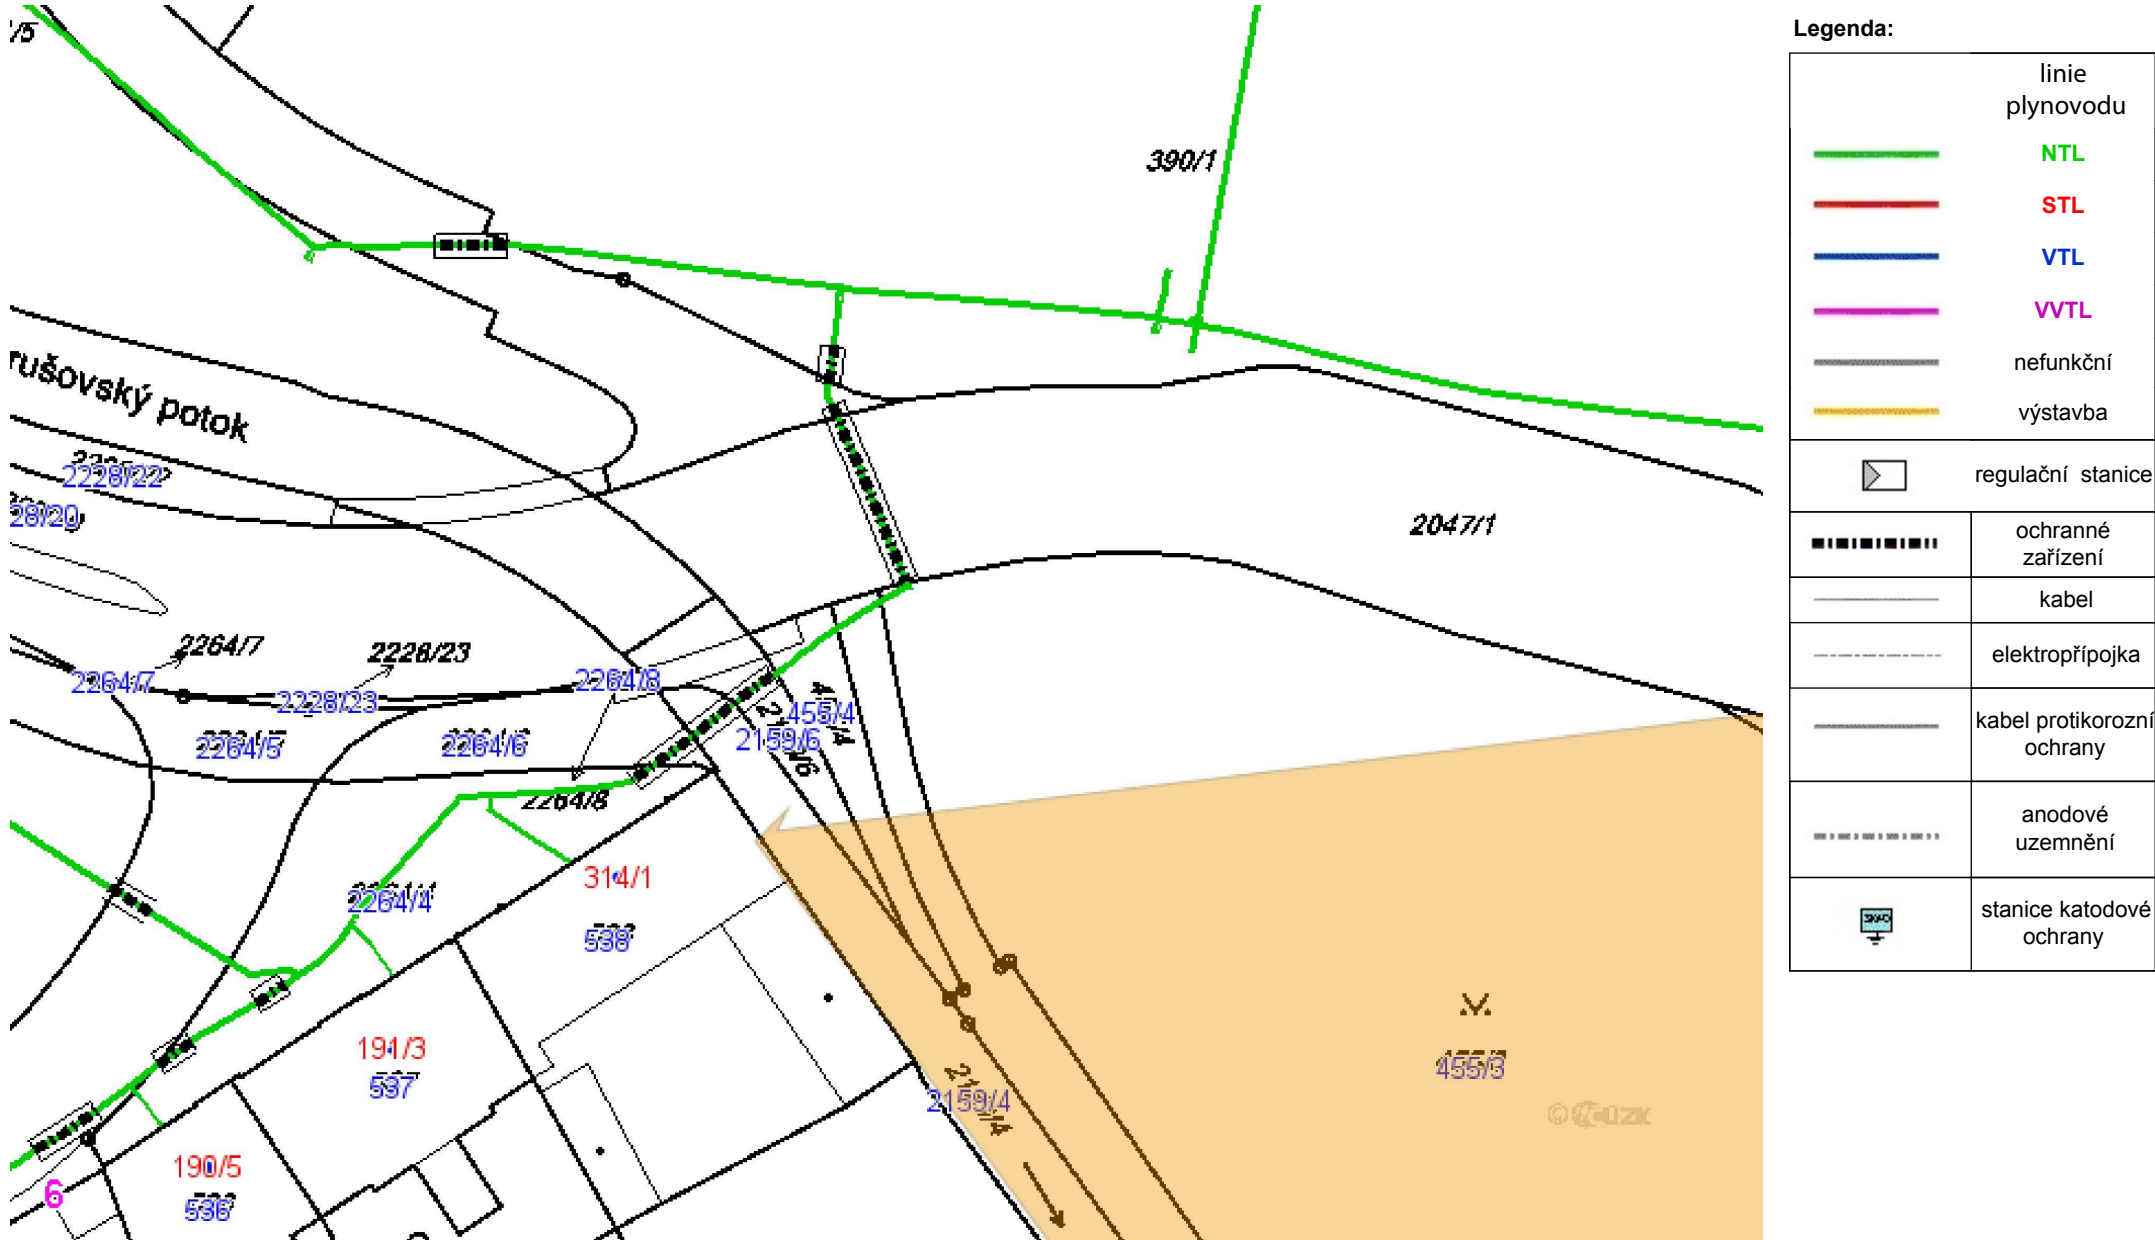 /5
390/1
rušovský potok
2228/22
28/20
2047/1
2264/7
2228/23
2264/7
2228/23
2264/8
2264/5
2264/6
455/4
2159/6
2264/8
314/1
2264/4
538
191/3
537
190/5
536
6
2159/4
455/3
Legenda:
linie
plynovodu
NTL
STL
VTL
VVTL
nefunkční
výstavba
regulační stanice
ochranné
zařízení
kabel
elektropřípojka
kabel protikorozní
ochrany
anodové
uzemnění
SKAO
stanice katodové
ochrany